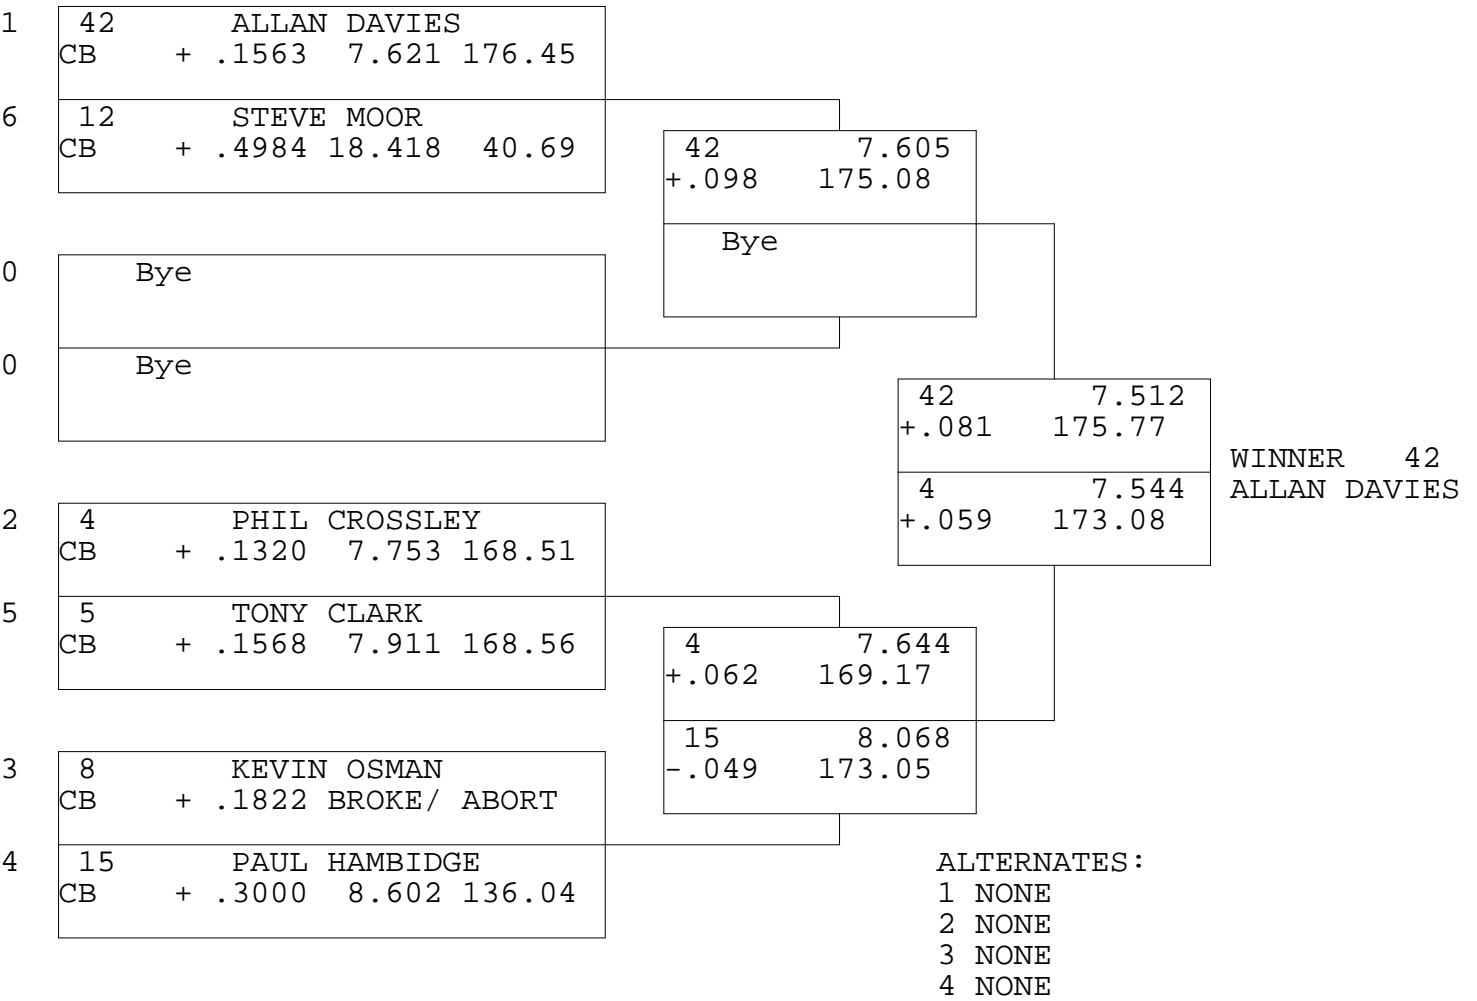 1 42 ALLAN DAVIES
CB + .1563 7.621 176.45
6 12 STEVE MOOR
CB + .4984 18.418 40.69
0 Bye
0 Bye
2 4 PHIL CROSSLEY
CB + .1320 7.753 168.51
5 5 TONY CLARK
CB + .1568 7.911 168.56
3 8 KEVIN OSMAN
CB + .1822 BROKE/ ABORT
4 15 PAUL HAMBIDGE
CB + .3000 8.602 136.04
42 7.605
+.098 175.08
Bye
4 7.644
+.062 169.17
15 8.068
-.049 173.05
42 7.512
+.081 175.77
4 7.544
+.059 173.08
WINNER 42
ALLAN DAVIES
ALTERNATES:
1 NONE
2 NONE
3 NONE
4 NONE